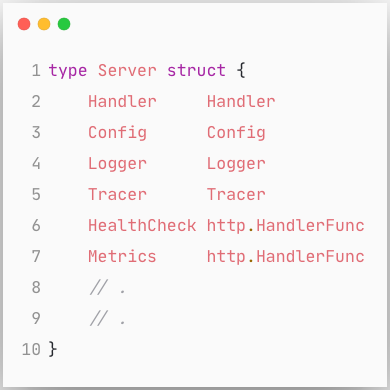 1 type Server struct {
2 Handler Handler
3 Config Config
4 Logger Logger
5 Tracer Tracer
6 HealthCheck http.HandlerFunc
7 Metrics http.HandlerFunc
8 // .
9 // .
10 }